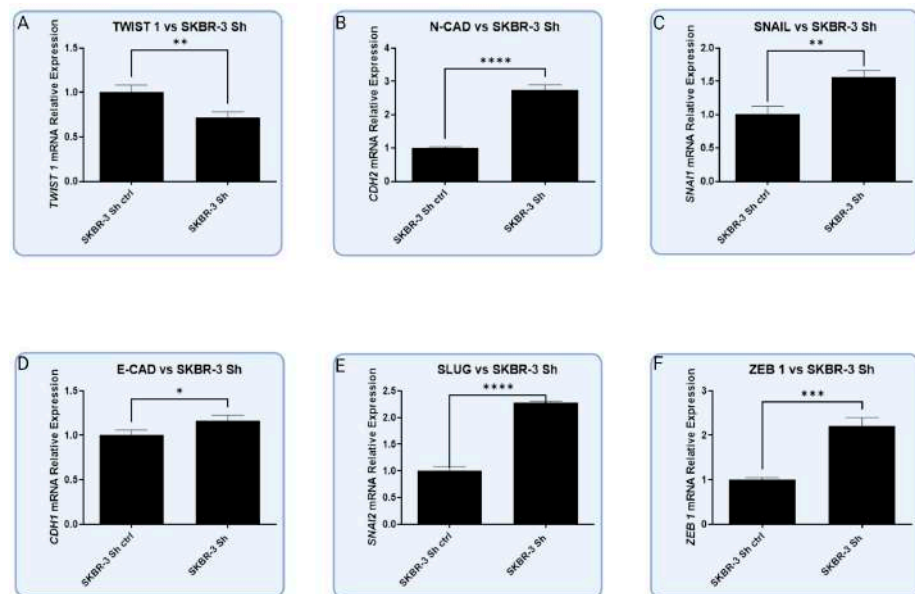 A
TWIST 1 vs SKBR-3 Sh
**
TWIST 1 mRNA Relative Expression
1.5
1.0
0.5
0.0
SKBR-3 Sh ctrl
SKBR-3 Sh
B
N-CAD vs SKBR-3 Sh
****
CDH2 mRNA Relative Expression
4
3
2
1
0
SKBR-3 Sh ctrl
SKBR-3 Sh
C
SNAIL vs SKBR-3 Sh
**
SNAI1 mRNA Relative Expression
2.0
1.5
1.0
0.5
0.0
SKBR-3 Sh ctrl
SKBR-3 Sh
D
E-CAD vs SKBR-3 Sh
*
CDH1 mRNA Relative Expression
1.5
1.0
0.5
0.0
SKBR-3 Sh ctrl
SKBR-3 Sh
E
SLUG vs SKBR-3 Sh
****
SNAI2 mRNA Relative Expression
2.5
2.0
1.5
1.0
0.5
0.0
SKBR-3 Sh ctrl
SKBR-3 Sh
F
ZEB 1 vs SKBR-3 Sh
***
ZEB 1 mRNA Relative Expression
3
2
1
0
SKBR-3 Sh ctrl
SKBR-3 Sh